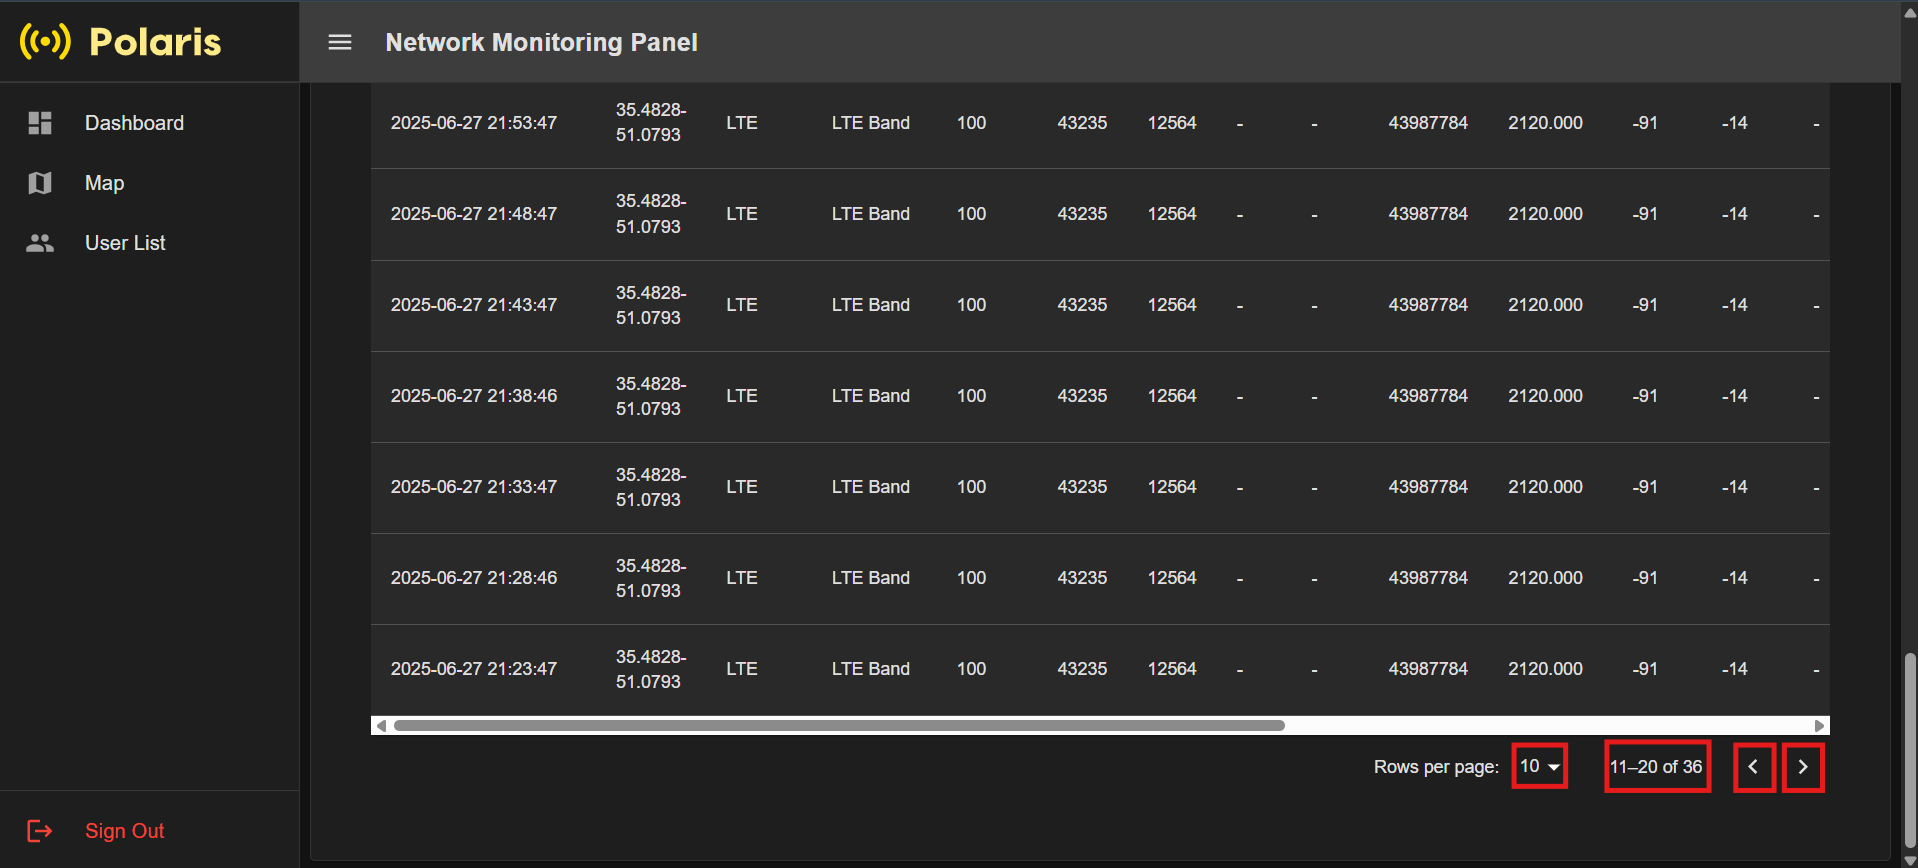 Polaris
Network Monitoring Panel
Dashboard
Map
User List
2025-06-27 21:53:47 35.4828-51.0793 LTE LTE Band 100 43235 12564 - - 43987784 2120.000 -91 -14 -
2025-06-27 21:48:47 35.4828-51.0793 LTE LTE Band 100 43235 12564 - - 43987784 2120.000 -91 -14 -
2025-06-27 21:43:47 35.4828-51.0793 LTE LTE Band 100 43235 12564 - - 43987784 2120.000 -91 -14 -
2025-06-27 21:38:46 35.4828-51.0793 LTE LTE Band 100 43235 12564 - - 43987784 2120.000 -91 -14 -
2025-06-27 21:33:47 35.4828-51.0793 LTE LTE Band 100 43235 12564 - - 43987784 2120.000 -91 -14 -
2025-06-27 21:28:46 35.4828-51.0793 LTE LTE Band 100 43235 12564 - - 43987784 2120.000 -91 -14 -
2025-06-27 21:23:47 35.4828-51.0793 LTE LTE Band 100 43235 12564 - - 43987784 2120.000 -91 -14 -
Rows per page: 10 11–20 of 36
Sign Out